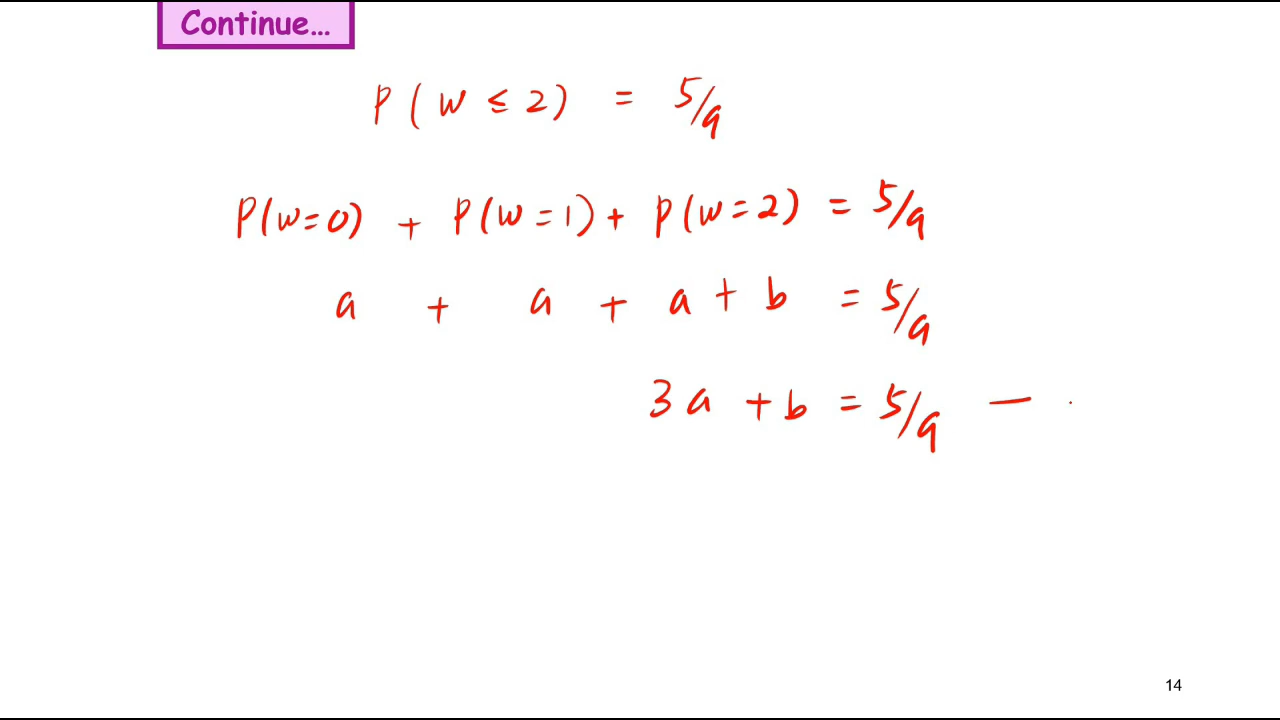 Continue...
P(W ≤ 2) = 5/9
P(W=0) + P(W=1) + P(W=2) = 5/9
a + a + a + b = 5/9
3a + b = 5/9 —
14